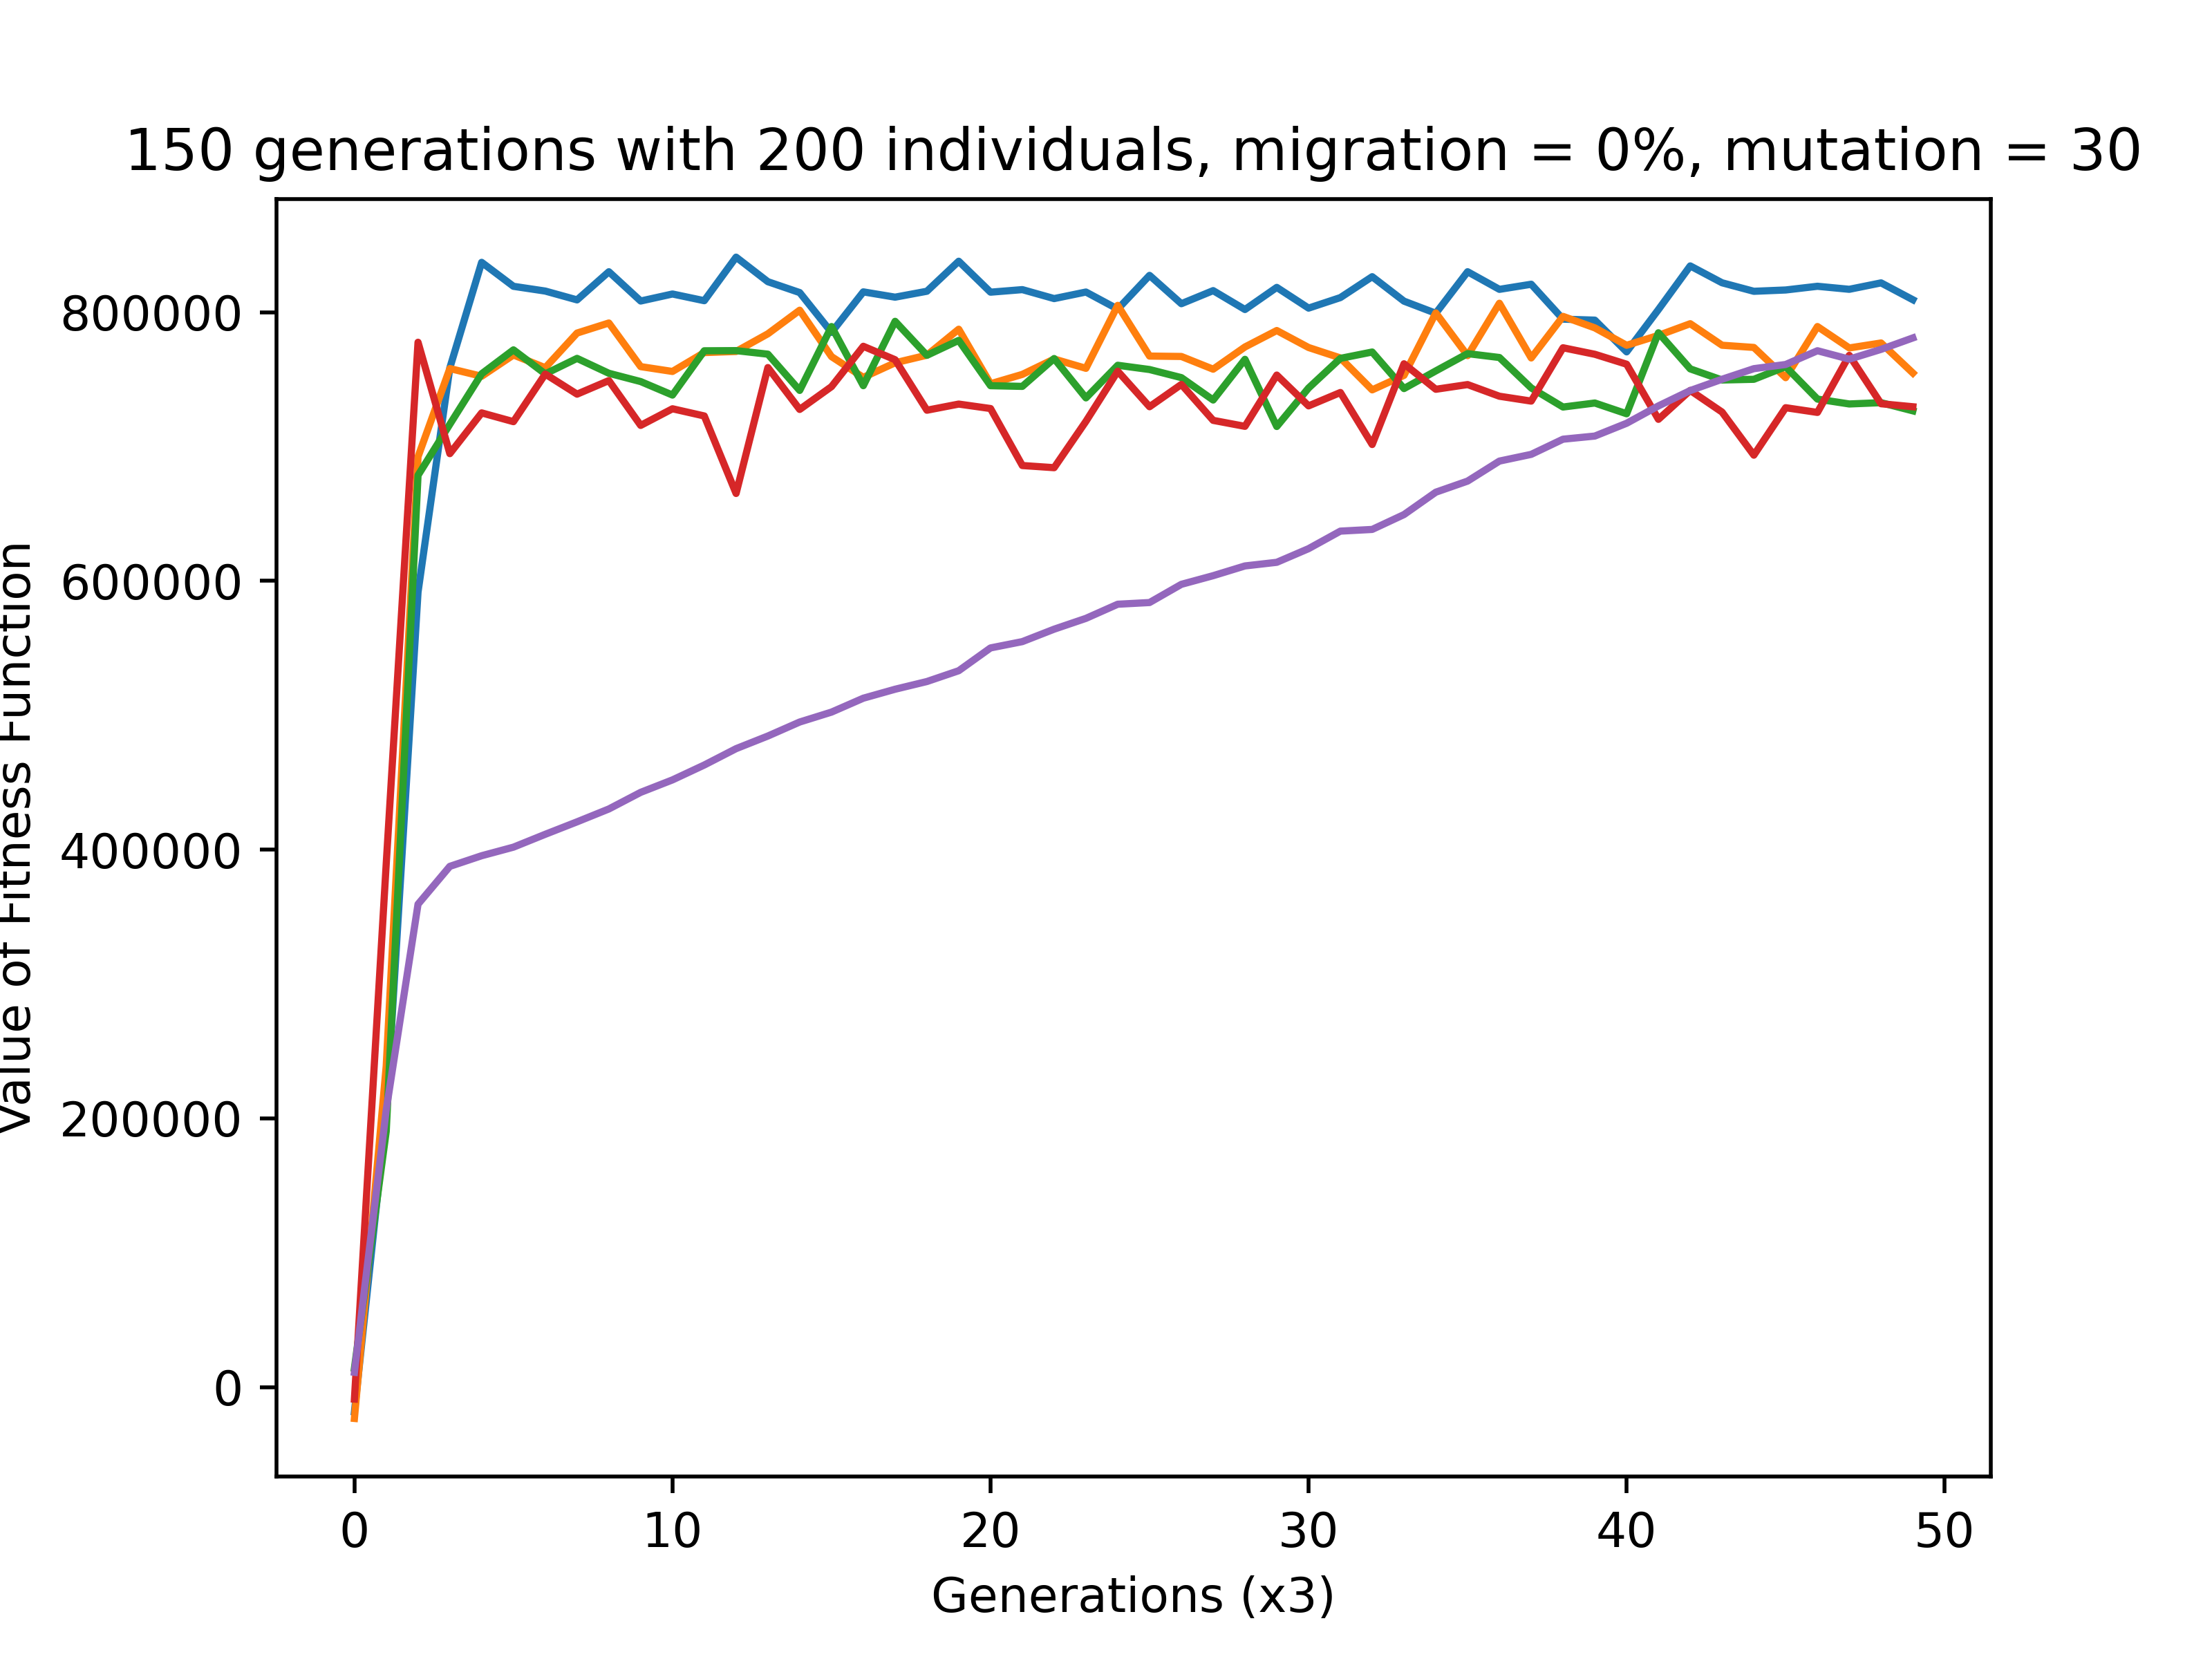 150 generations with 200 individuals, migration = 0%, mutation = 30
Value of Fitness Function
800000
600000
400000
200000
0
0 10 20 30 40 50
Generations (x3)